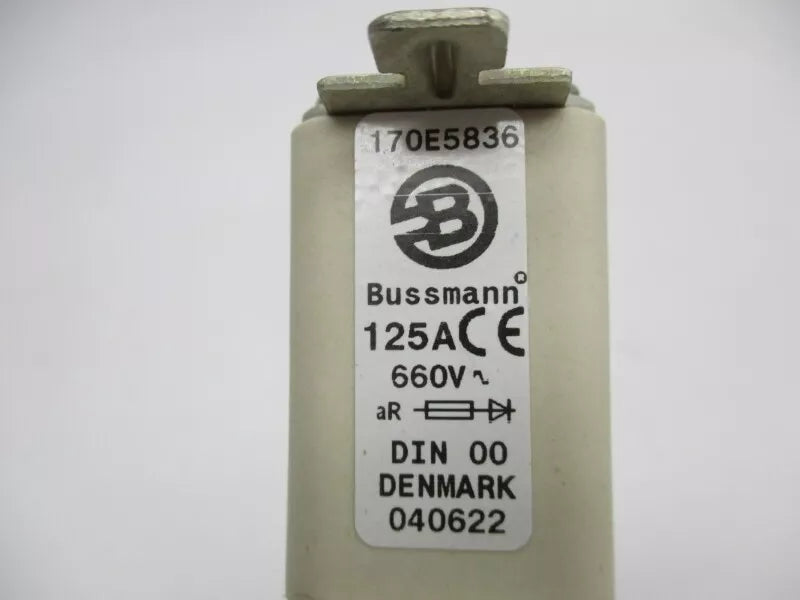 170E5836
B
Bussmann®
125A CE
660V~
aR
DIN 00
DENMARK
040622